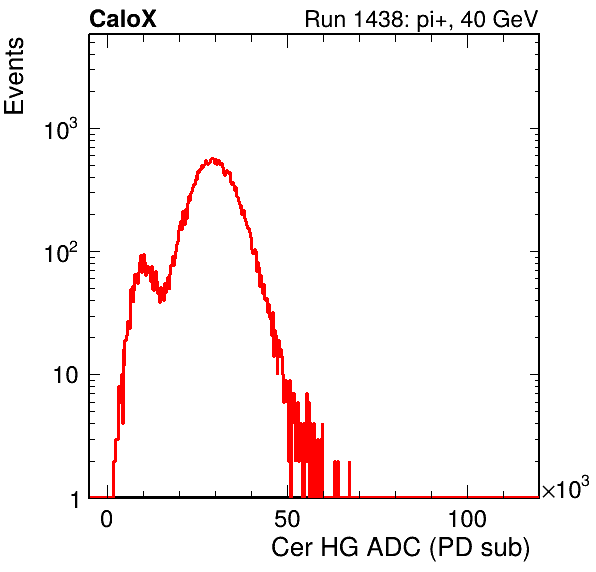 CaloX Run 1438: pi+, 40 GeV
Events
10³
10²
10
1
0 50 100 ×10³
Cer HG ADC (PD sub)